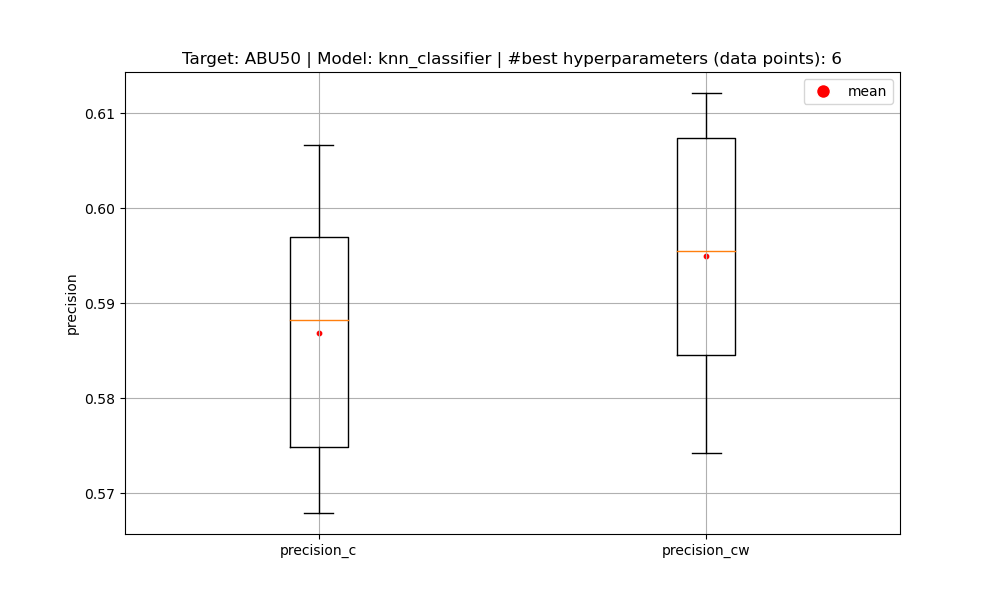 Target: ABU50 | Model: knn_classifier | #best hyperparameters (data points): 6
mean
0.61
0.60
0.59
0.58
0.57
precision
precision_c
precision_cw